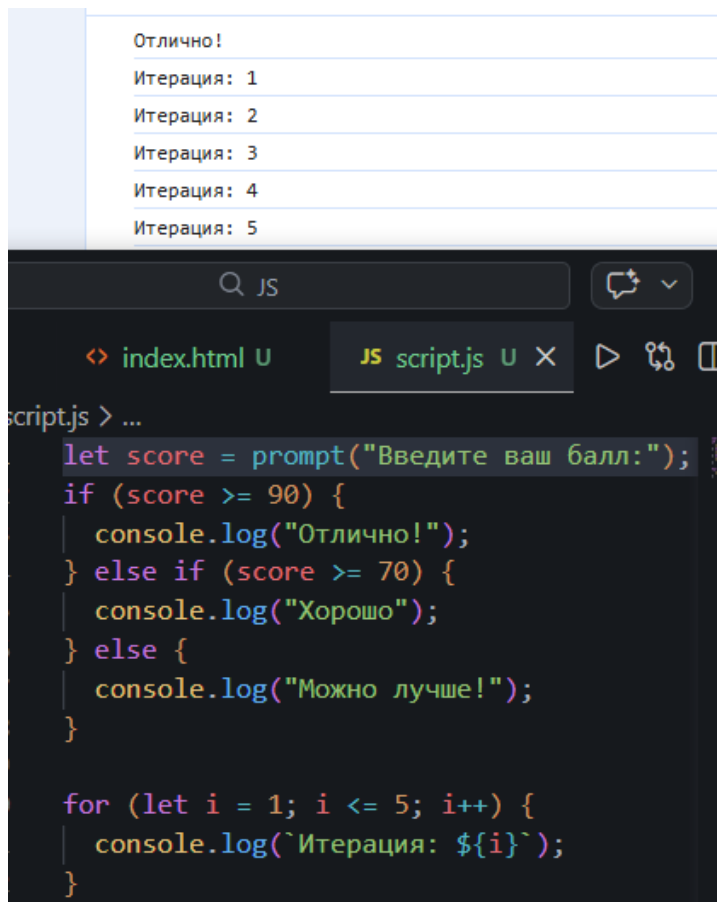 Отлично!
Итерация: 1
Итерация: 2
Итерация: 3
Итерация: 4
Итерация: 5
JS
index.html U
JS script.js U
script.js > ...
let score = prompt("Введите ваш балл:");
if (score >= 90) {
console.log("Отлично!");
} else if (score >= 70) {
console.log("Хорошо");
} else {
console.log("Можно лучше!");
}
for (let i = 1; i <= 5; i++) {
console.log(`Итерация: ${i}`);
}